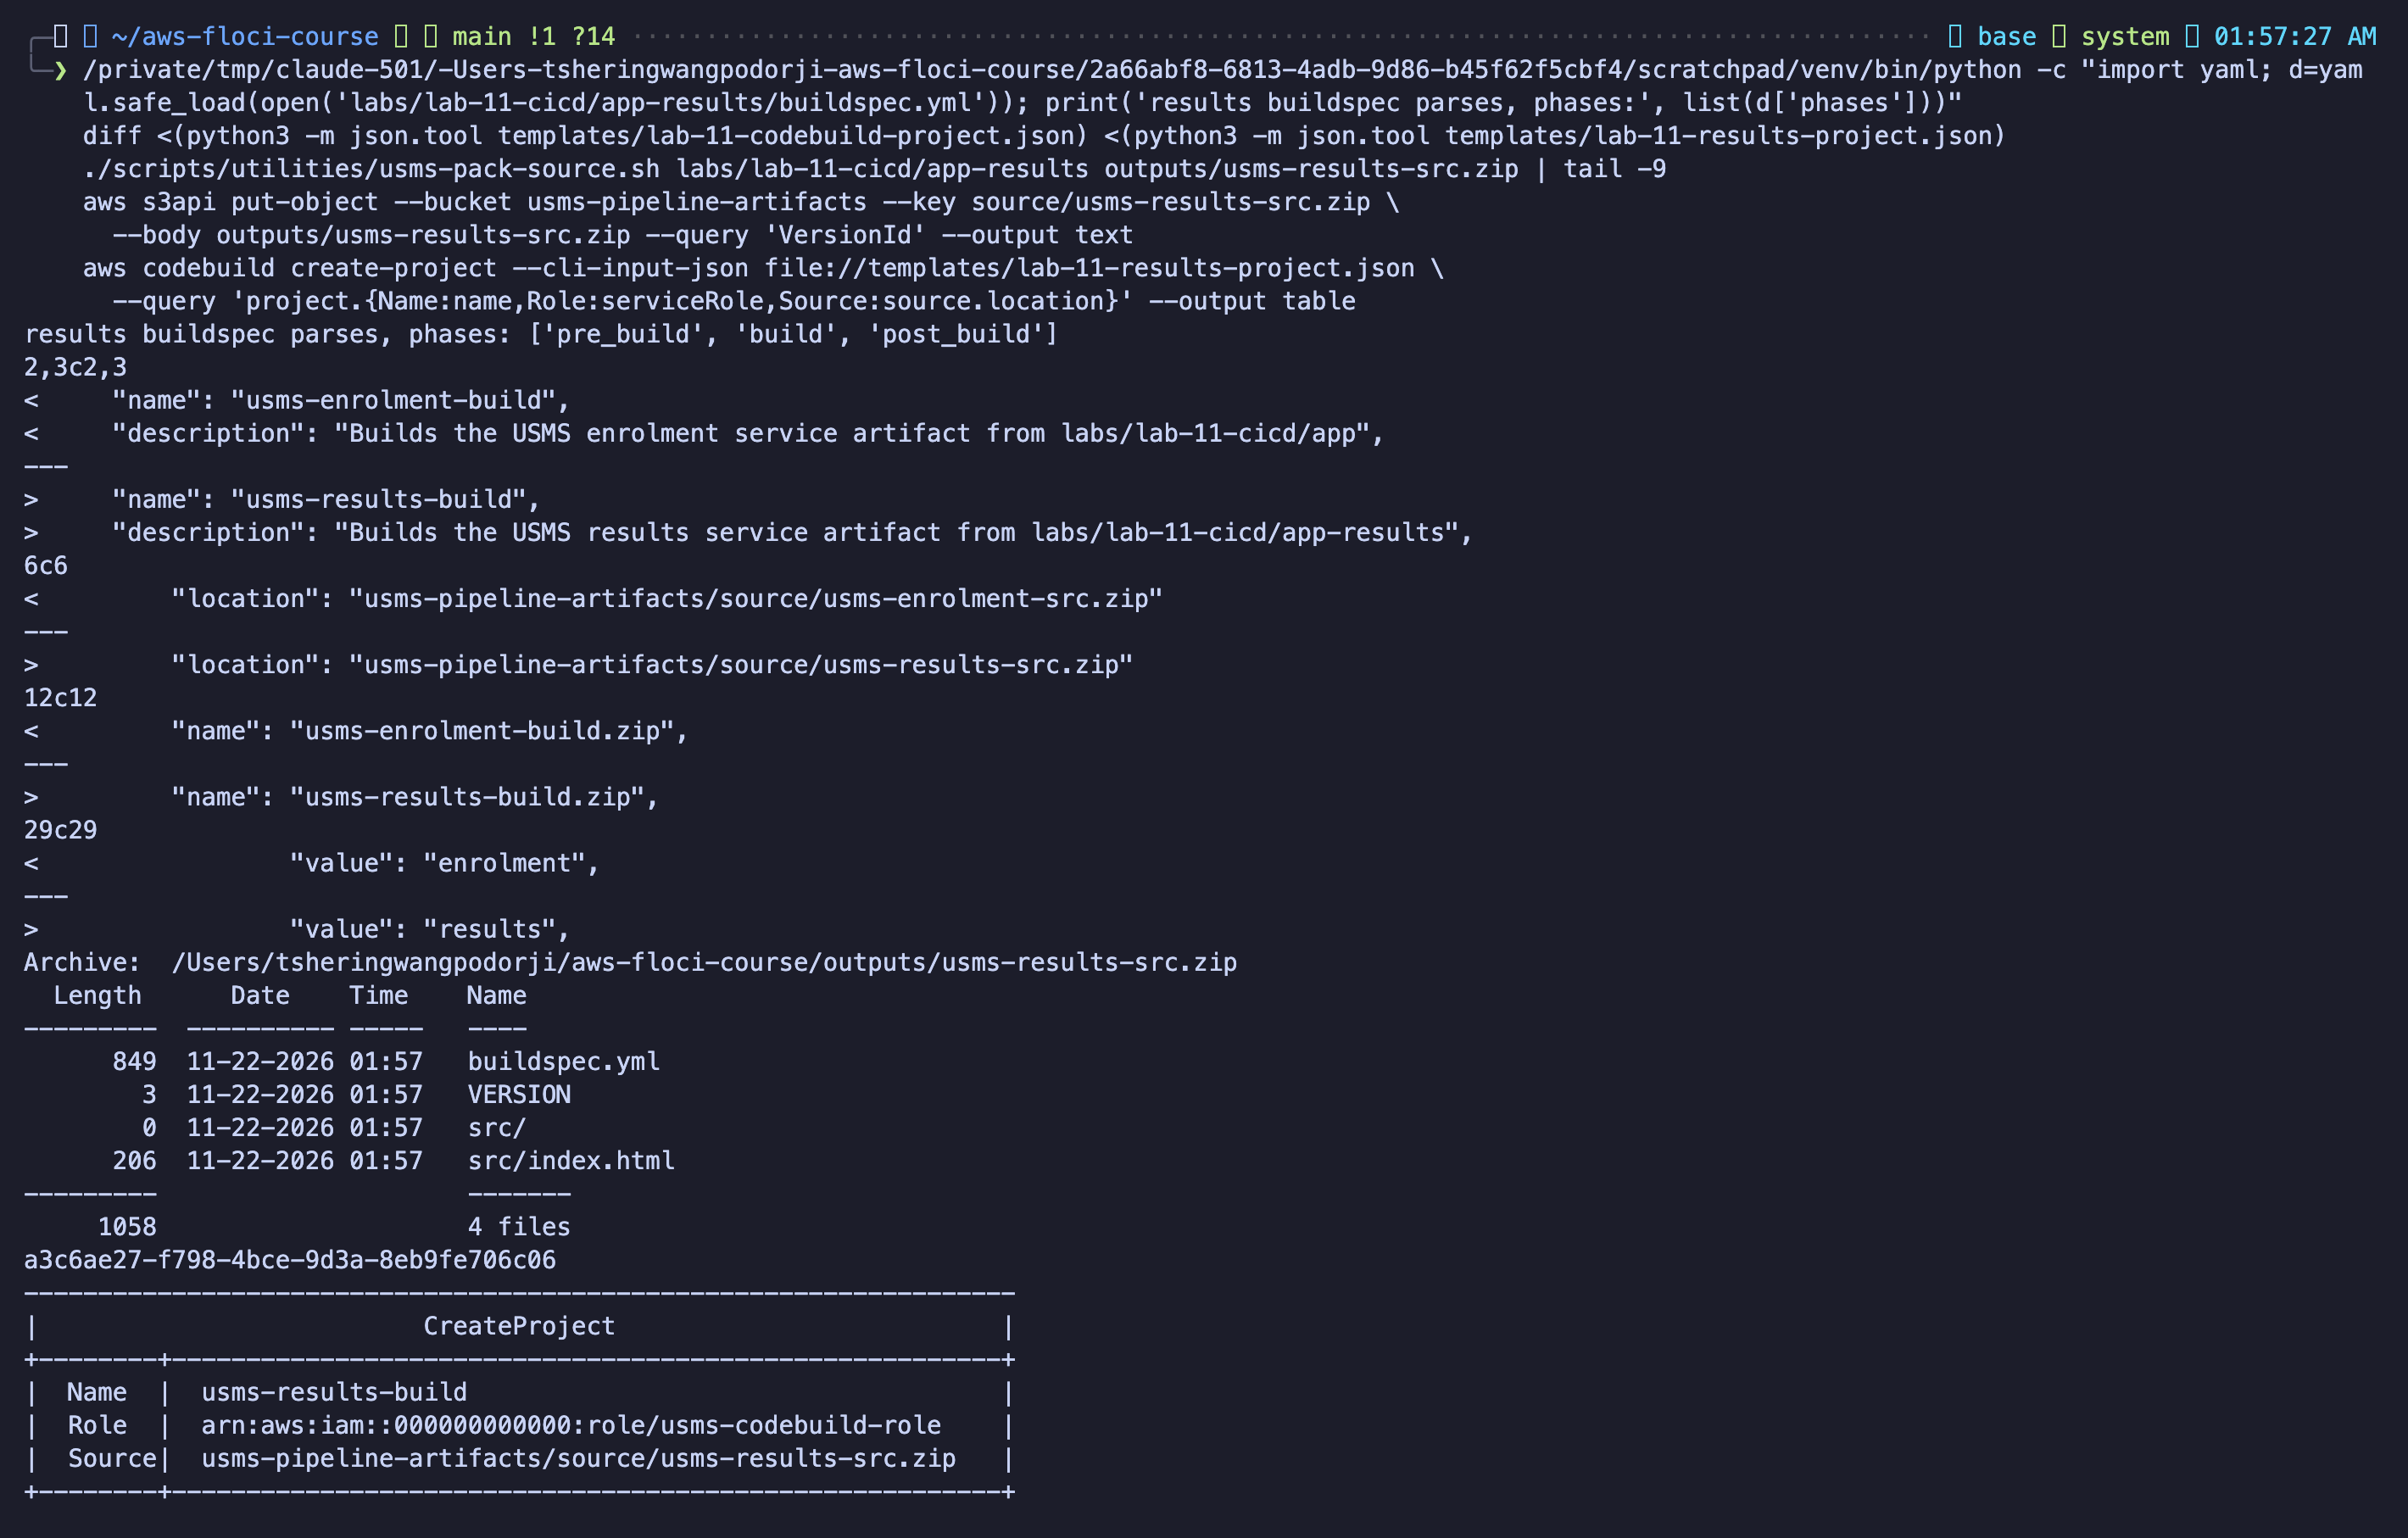 ~/aws-floci-course main !1 ?14 base system 01:57:27 AM
❯ /private/tmp/claude-501/-Users-tsheringwangpodorji-aws-floci-course/2a66abf8-6813-4adb-9d86-b45f62f5cbf4/scratchpad/venv/bin/python -c "import yaml; d=yam
l.safe_load(open('labs/lab-11-cicd/app-results/buildspec.yml')); print('results buildspec parses, phases:', list(d['phases']))"
diff <(python3 -m json.tool templates/lab-11-codebuild-project.json) <(python3 -m json.tool templates/lab-11-results-project.json)
./scripts/utilities/usms-pack-source.sh labs/lab-11-cicd/app-results outputs/usms-results-src.zip | tail -9
aws s3api put-object --bucket usms-pipeline-artifacts --key source/usms-results-src.zip \
  --body outputs/usms-results-src.zip --query 'VersionId' --output text
aws codebuild create-project --cli-input-json file://templates/lab-11-results-project.json \
  --query 'project.{Name:name,Role:serviceRole,Source:source.location}' --output table
results buildspec parses, phases: ['pre_build', 'build', 'post_build']
2,3c2,3
<     "name": "usms-enrolment-build",
<     "description": "Builds the USMS enrolment service artifact from labs/lab-11-cicd/app",
---
>     "name": "usms-results-build",
>     "description": "Builds the USMS results service artifact from labs/lab-11-cicd/app-results",
6c6
<         "location": "usms-pipeline-artifacts/source/usms-enrolment-src.zip"
---
>         "location": "usms-pipeline-artifacts/source/usms-results-src.zip"
12c12
<         "name": "usms-enrolment-build.zip",
---
>         "name": "usms-results-build.zip",
29c29
<                 "value": "enrolment",
---
>                 "value": "results",
Archive:  /Users/tsheringwangpodorji/aws-floci-course/outputs/usms-results-src.zip
  Length      Date    Time    Name
---------  ---------- -----   ----
      849  11-22-2026 01:57   buildspec.yml
        3  11-22-2026 01:57   VERSION
        0  11-22-2026 01:57   src/
      206  11-22-2026 01:57   src/index.html
---------                     -------
     1058                     4 files
a3c6ae27-f798-4bce-9d3a-8eb9fe706c06
-------------------------------------------------------------------
|                          CreateProject                          |
+--------+--------------------------------------------------------+
|  Name  |  usms-results-build                                    |
|  Role  |  arn:aws:iam::000000000000:role/usms-codebuild-role    |
|  Source|  usms-pipeline-artifacts/source/usms-results-src.zip   |
+--------+--------------------------------------------------------+